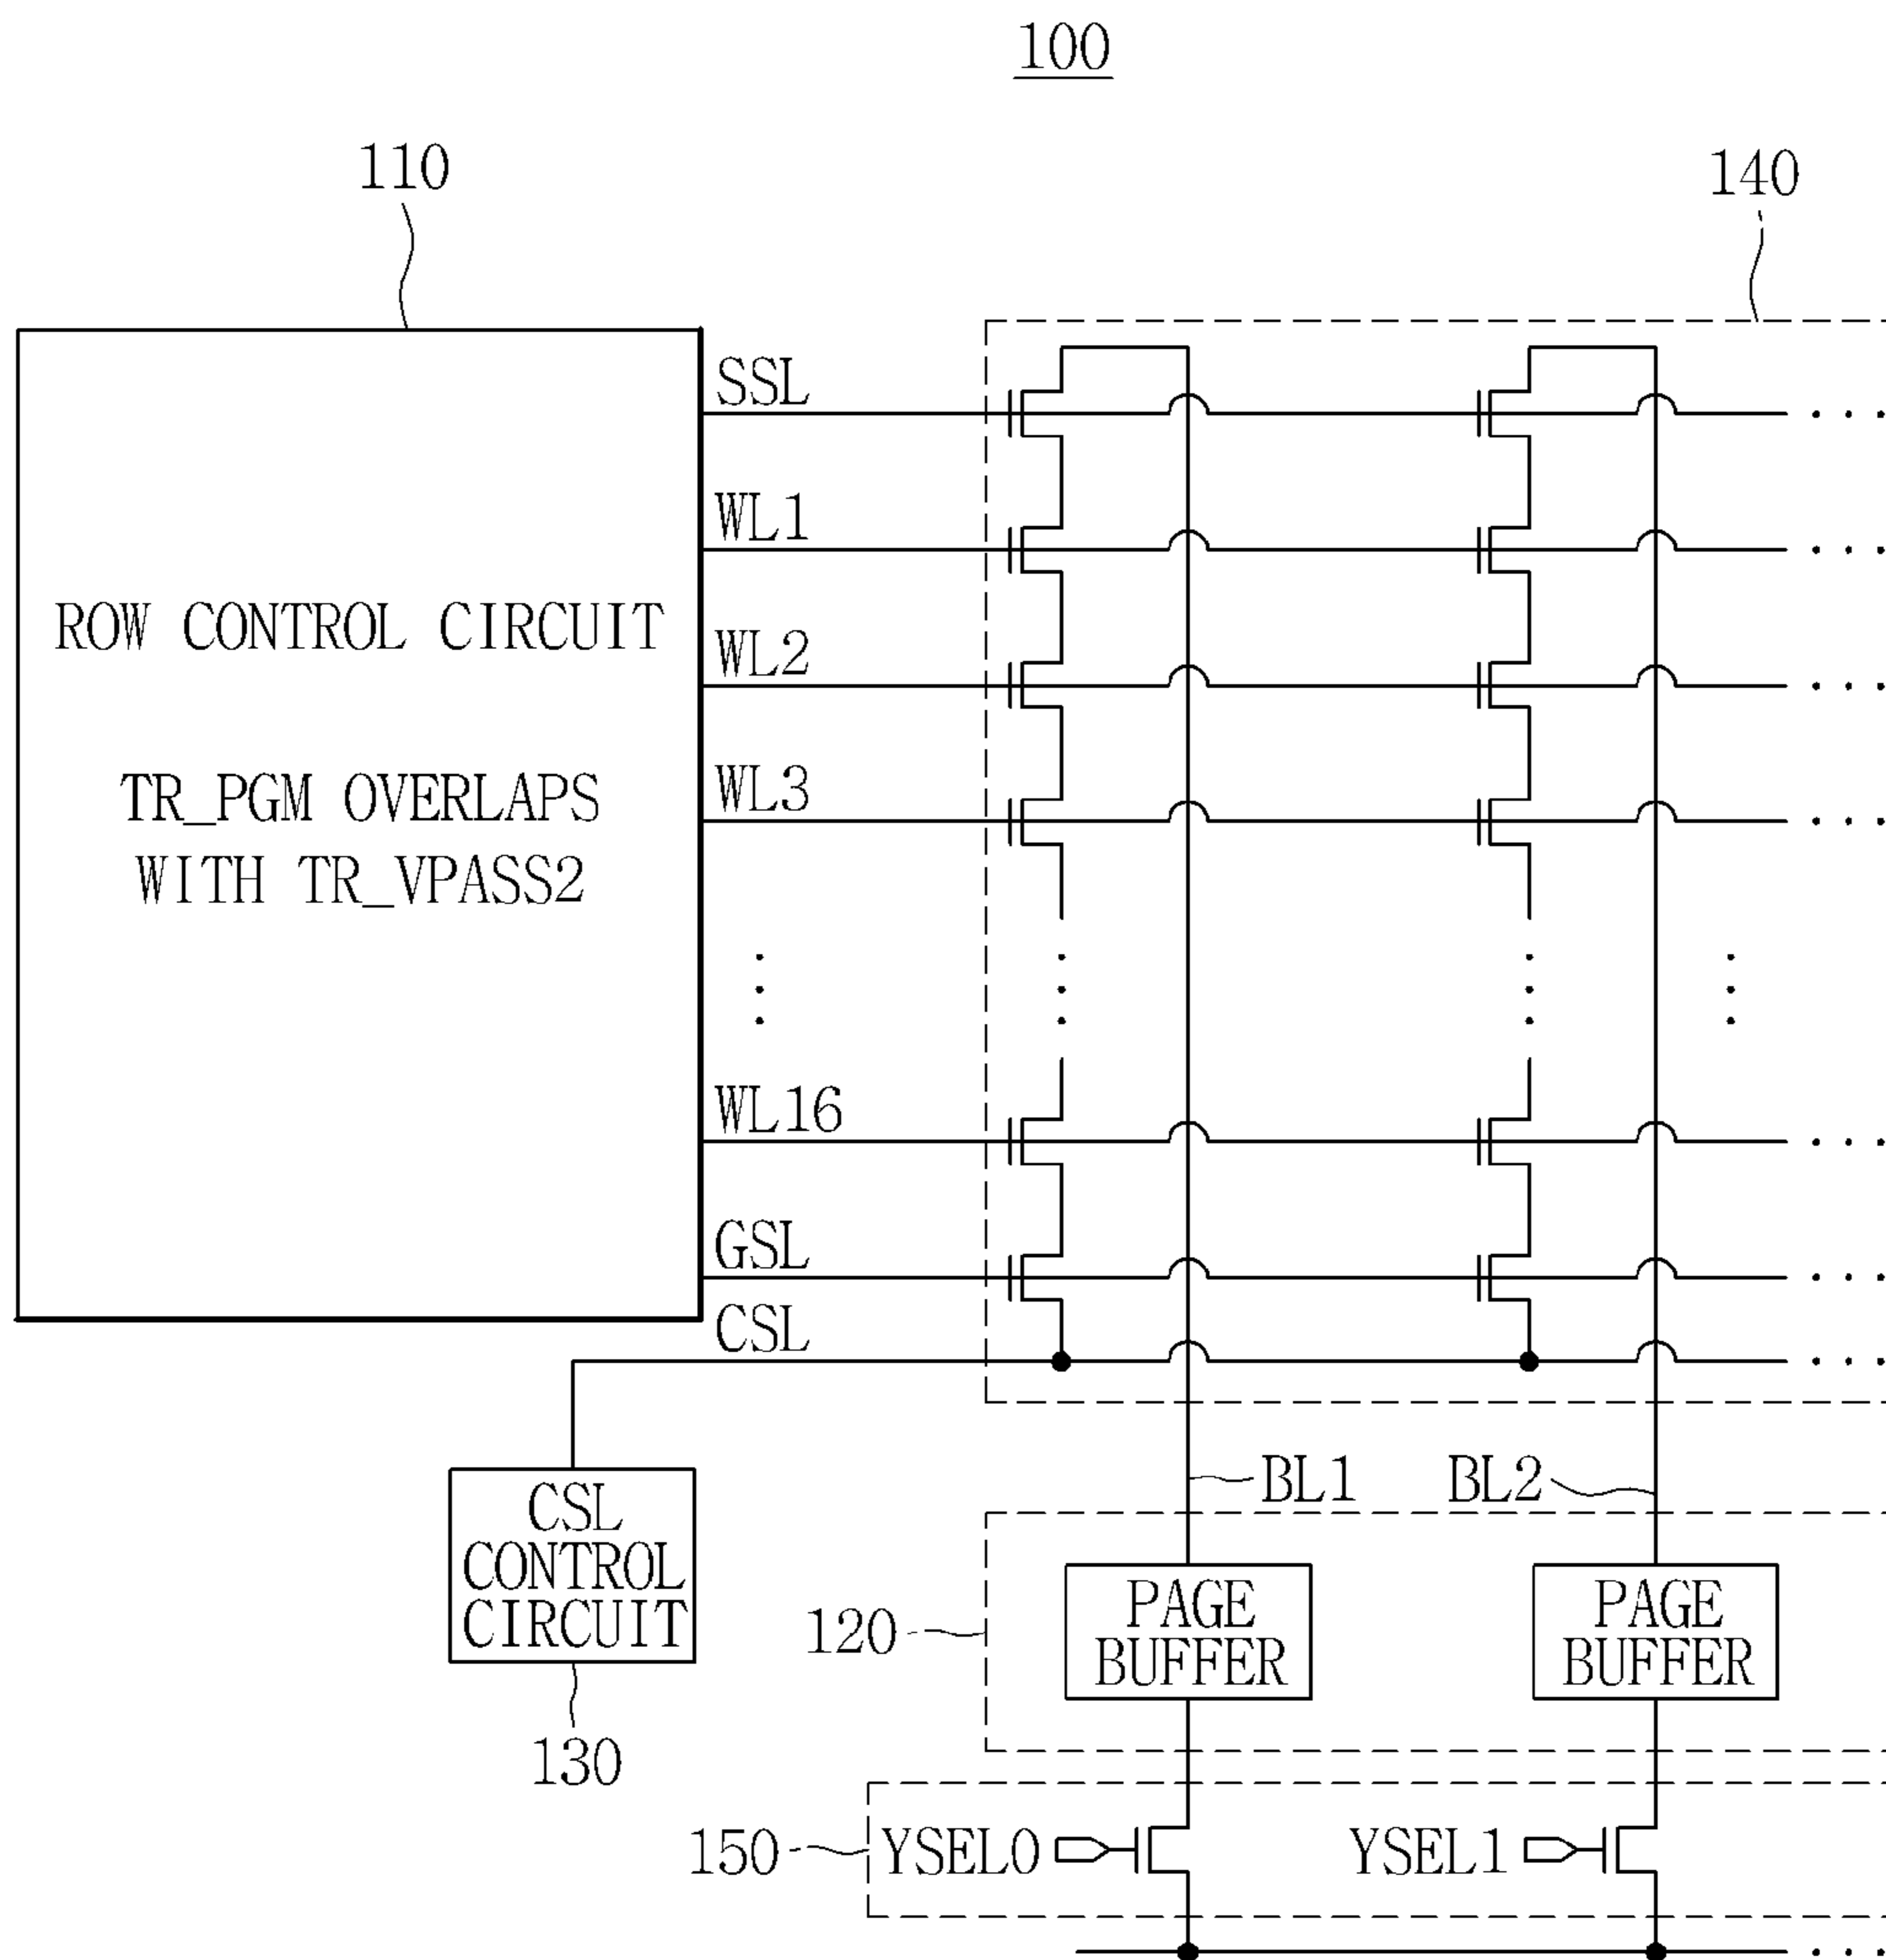 100
110
140
SSL
WL1
ROW CONTROL CIRCUIT
WL2
TR_PGM OVERLAPS
WITH TR_VPASS2
WL3
WL16
GSL
CSL
BL1
BL2
CSL
CONTROL
CIRCUIT
PAGE
BUFFER
PAGE
BUFFER
120
130
150
YSEL0
YSEL1